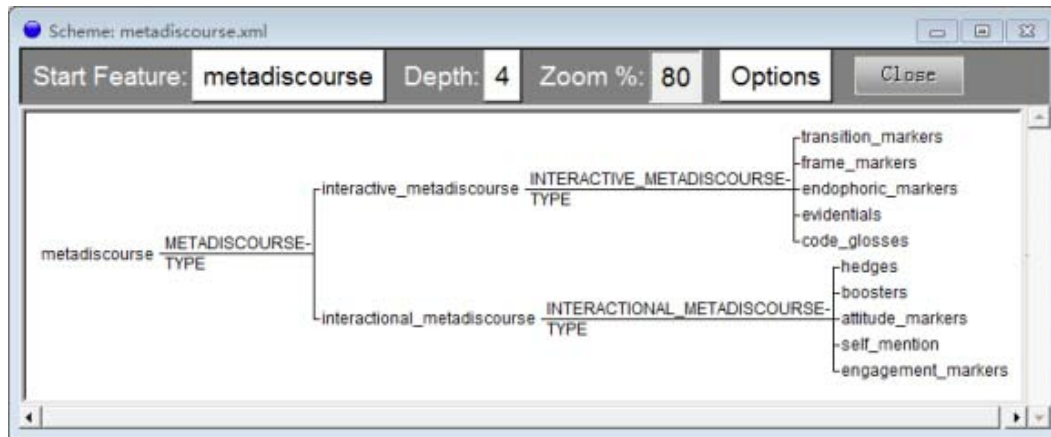 Scheme: metadiscourse.xml
Start Feature: metadiscourse Depth: 4 Zoom %: 80 Options Close
transition_markers
frame_markers
interactive_metadiscourse INTERACTIVE_METADISCOURSE-TYPE endophoric_markers
evidentials
code_glosses
metadiscourse METADISCOURSE-TYPE
hedges
boosters
interactional_metadiscourse INTERACTIONAL_METADISCOURSE-TYPE attitude_markers
self_mention
engagement_markers